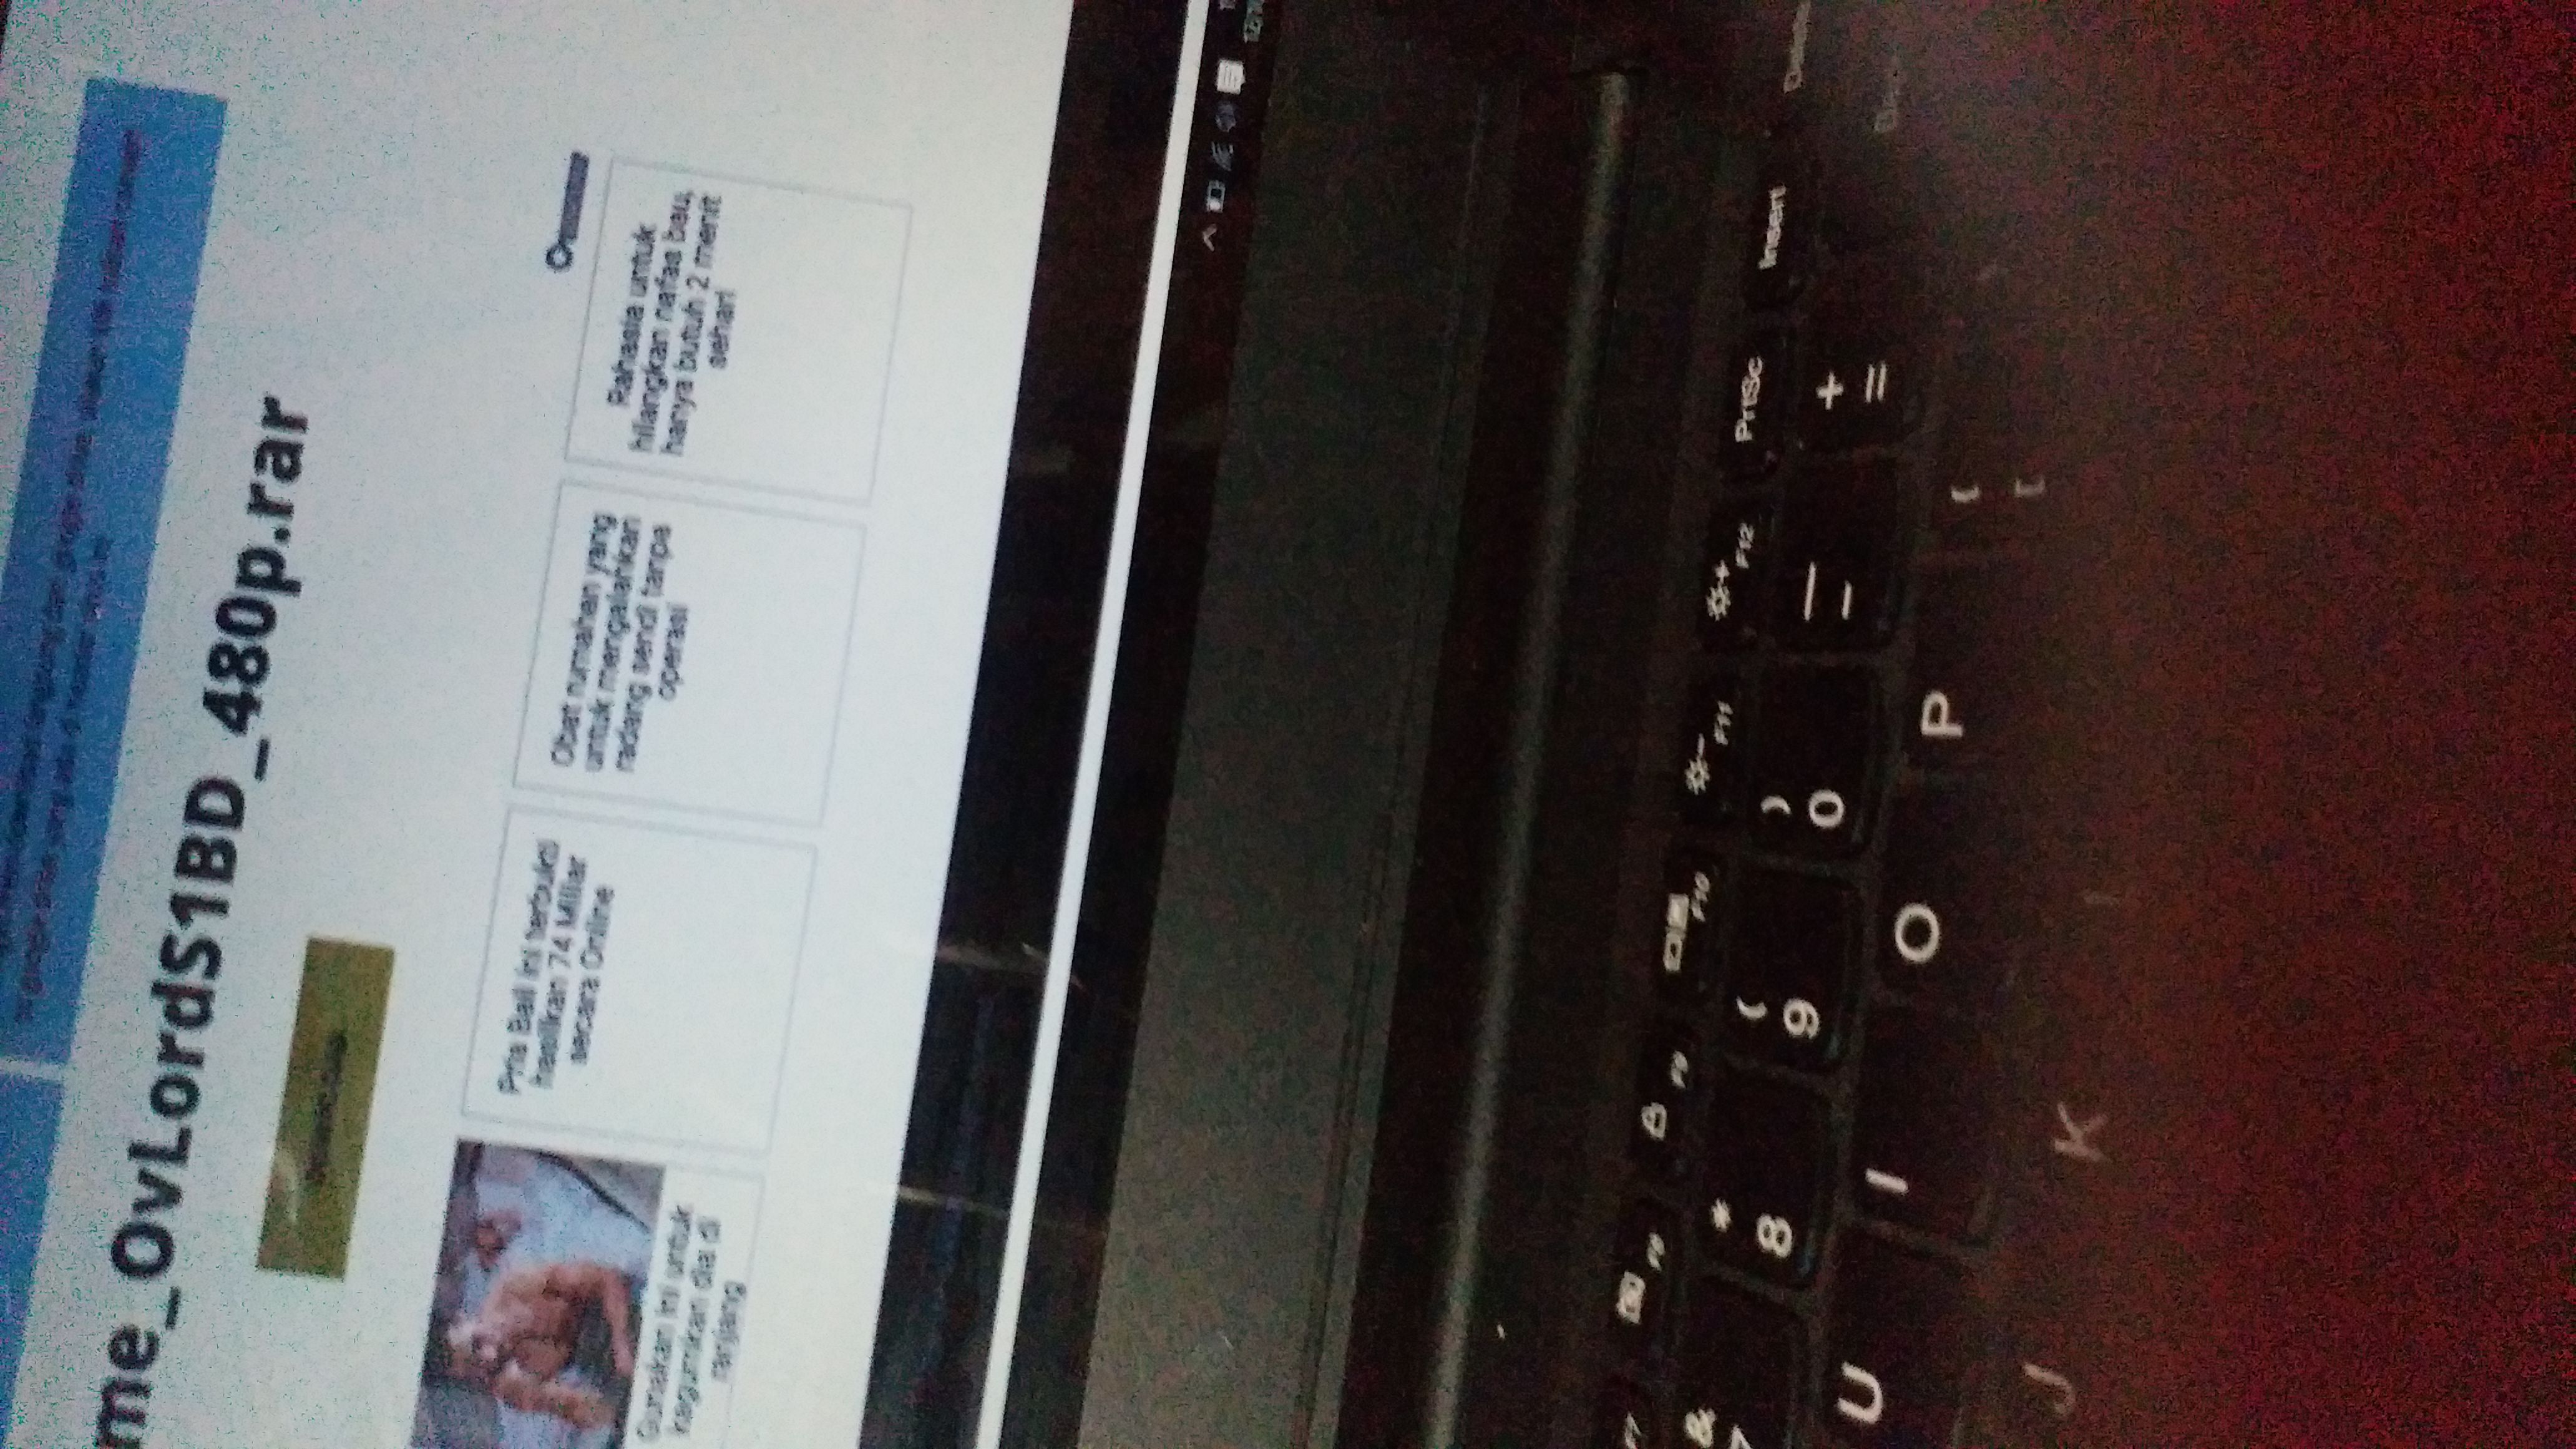 me_OvLordS1BD_480p.rar
Gunakan ini untuk
kagumkan dia di
ranjang
Pria Bali ini terbukti
hasilkan 74 Miliar
secara Online
Obat rumahan yang
untuk mengalahkan
radang sendi tanpa
operasi
Rahasia untuk
hilangkan nafas bau,
hanya butuh 2 menit
sehari
F7 F8 F9 F10 F11 F12 PrtSc Insert
& * ( ) — +
7 8 9 0 - =
U I O P {
[
J K